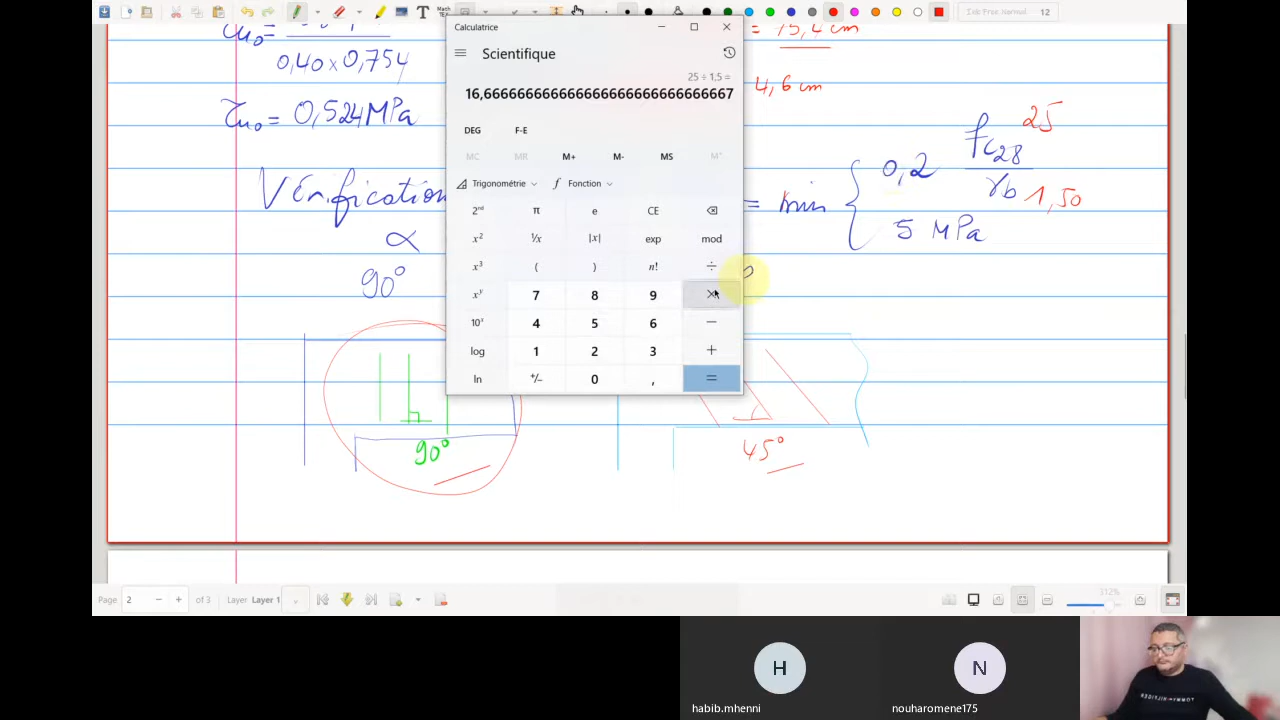 12
0,40 x 0,754
τu₀ = 0,524 MPa
= 15,4 cm
4,6 cm
Calculatrice
Scientifique
25 ÷ 1,5 =
16,666666666666666666666666666667
DEG F-E
MC MR M+ M- MS
Trigonométrie Fonction
2nd π e CE
x² ¹/x |x| exp mod
x³ ( ) n! ÷
xʸ 7 8 9 ×
10ˣ 4 5 6 −
log 1 2 3 +
ln +/− 0 , =
Vérification
= min { 0,2 fc28 / γb
25
1,50
5 MPa
α
90°
90°
45°
Page 2 of 3 Layer Layer 1
112%
H
N
habib.mhenni
nouharomene175